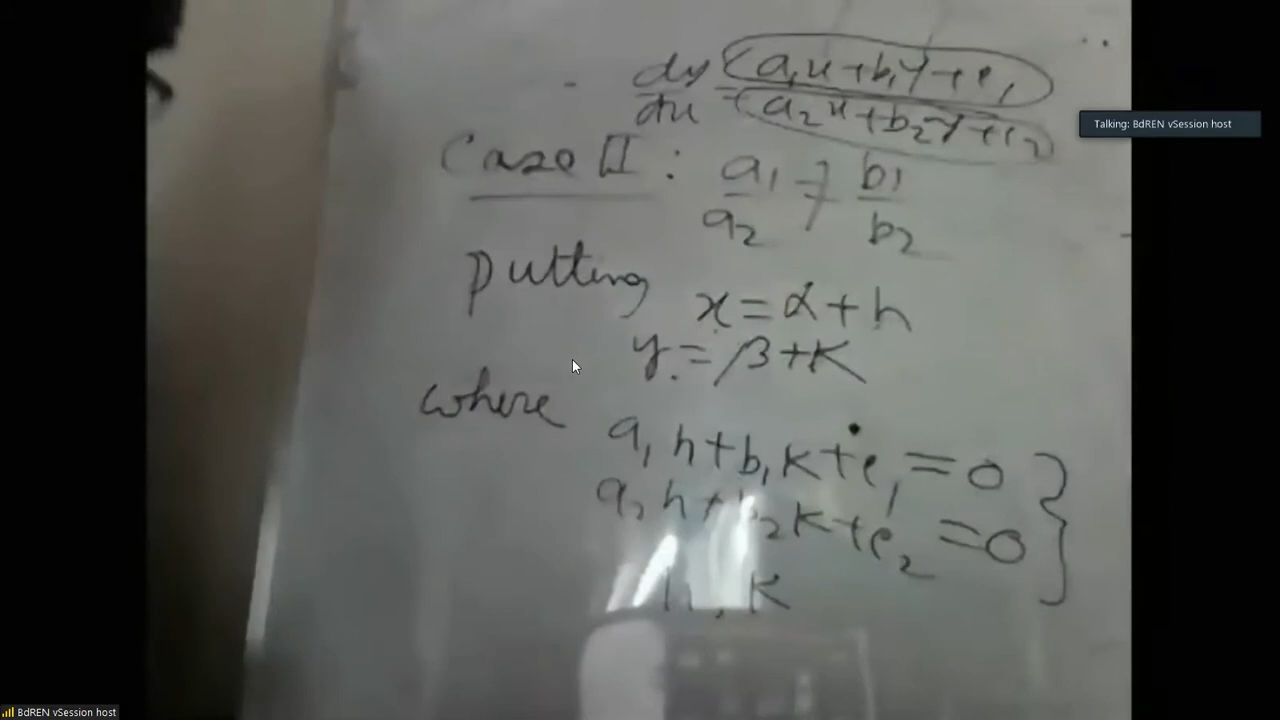 dy/dx = (a₁x+b₁y+c₁)/(a₂x+b₂y+c₂)
Talking: BdREN vSession host
Case II : a₁/a₂ ≠ b₁/b₂
putting x = α + h
y = β + k
where
a₁h+b₁k+c₁ = 0
a₂h+b₂k+c₂ = 0 }
h, k
BdREN vSession host